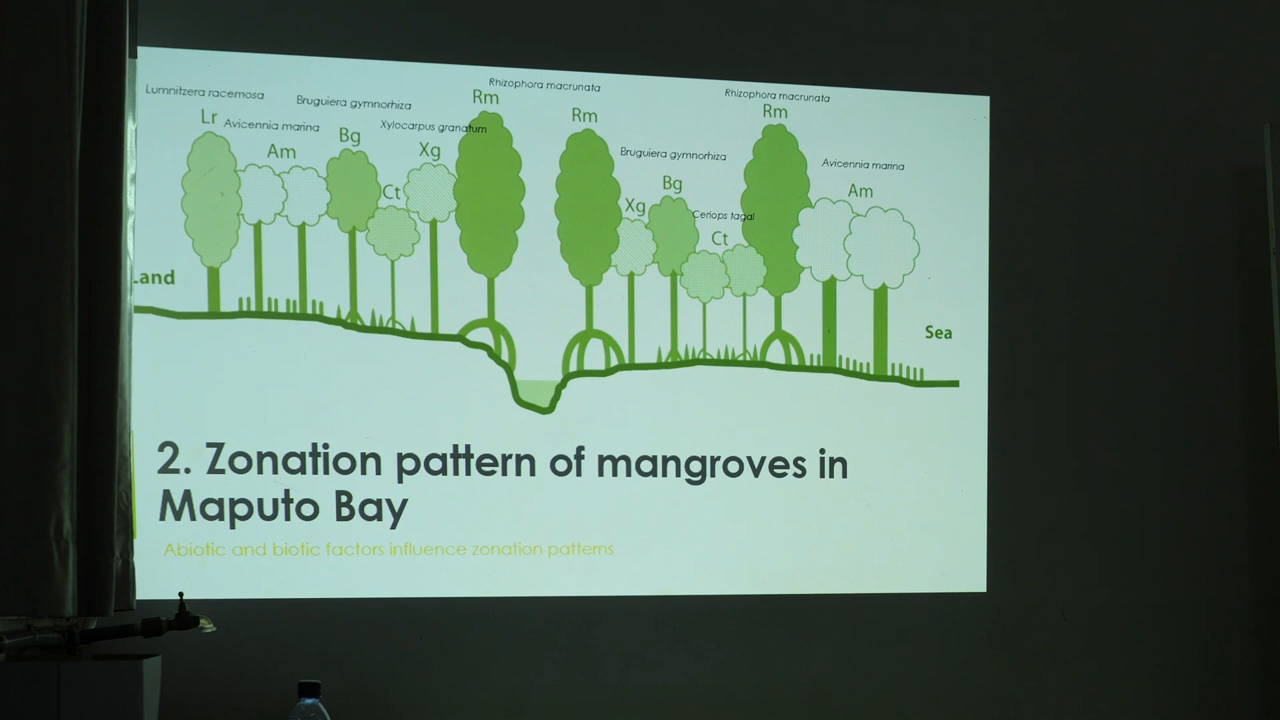 Rhizophora macrunata
Rhizophora macrunata
Lumnitzera racemosa
Bruguiera gymnorhiza
Rm
Rm
Lr
Avicennia marina
Xylocarpus granatum
Rm
Am
Bg
Xg
Bruguiera gymnorhiza
Avicennia marina
Ct
Bg
Am
Xg
Ceriops tagal
Ct
Land
Sea
2. Zonation pattern of mangroves in
Maputo Bay
Abiotic and biotic factors influence zonation patterns